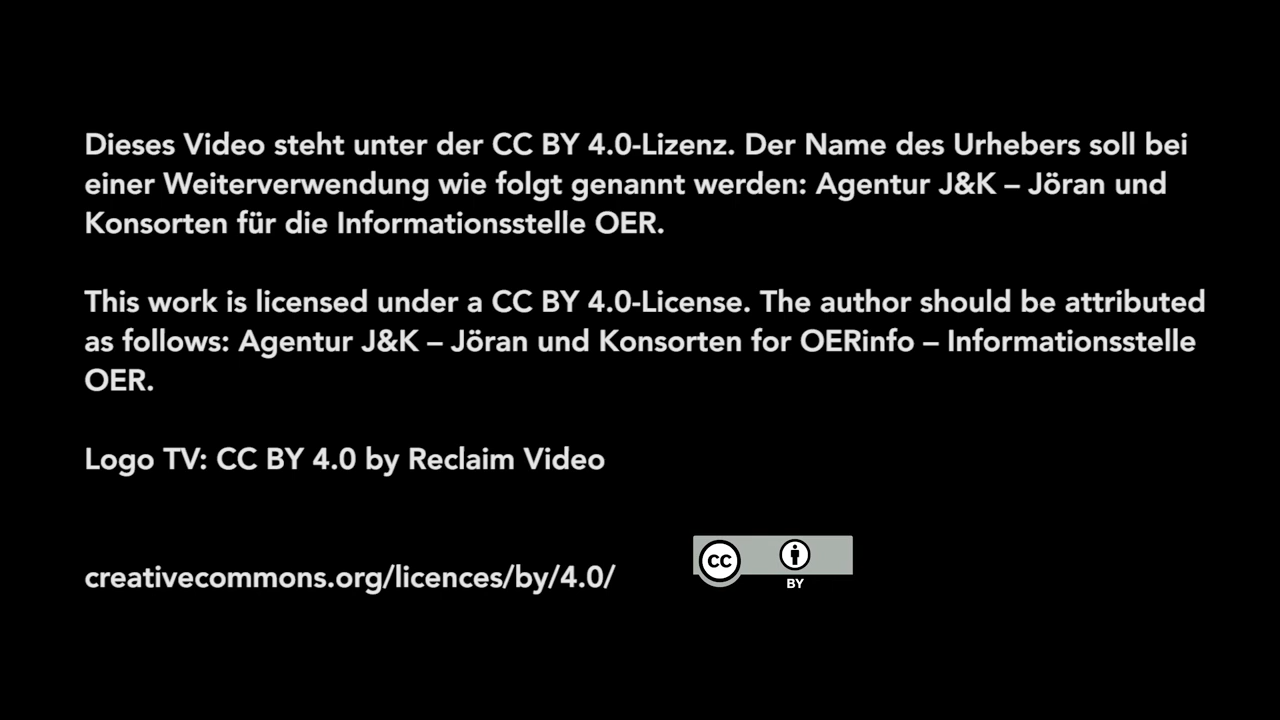 Dieses Video steht unter der CC BY 4.0-Lizenz. Der Name des Urhebers soll bei
einer Weiterverwendung wie folgt genannt werden: Agentur J&K – Jöran und
Konsorten für die Informationsstelle OER.
This work is licensed under a CC BY 4.0-License. The author should be attributed
as follows: Agentur J&K – Jöran und Konsorten for OERinfo – Informationsstelle
OER.
Logo TV: CC BY 4.0 by Reclaim Video
creativecommons.org/licences/by/4.0/
CC
BY